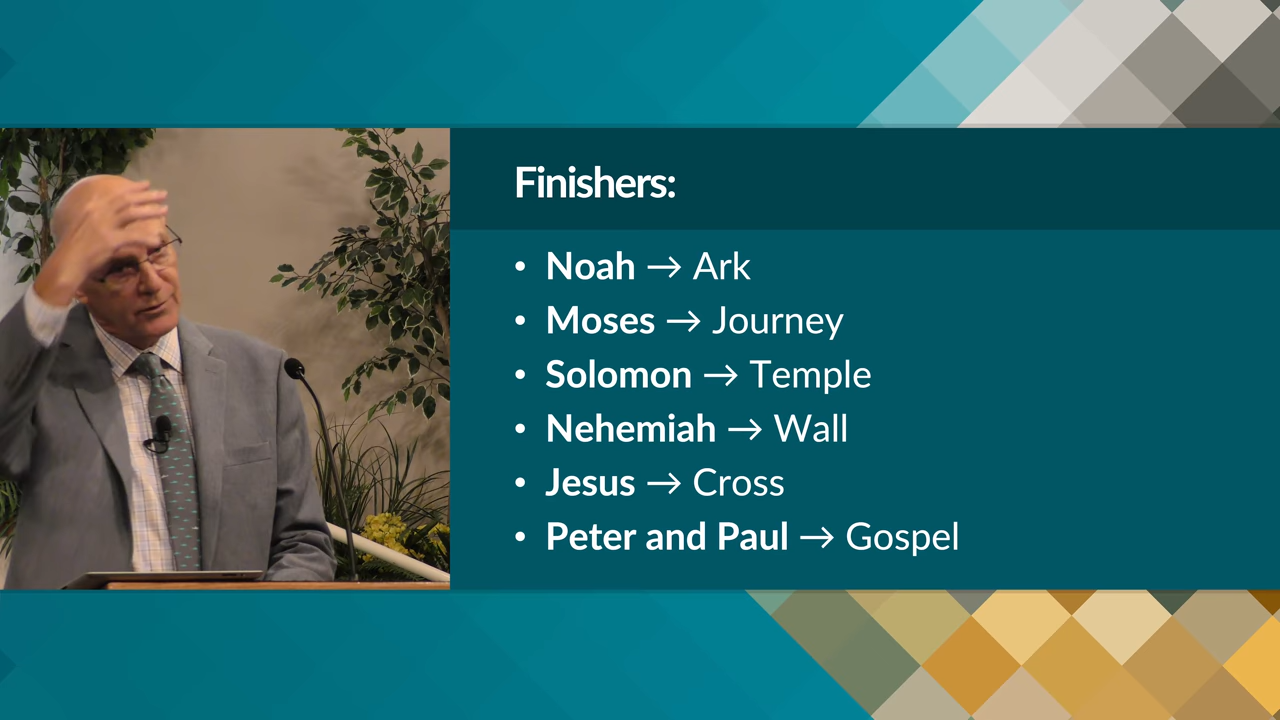 Finishers:
• Noah → Ark
• Moses → Journey
• Solomon → Temple
• Nehemiah → Wall
• Jesus → Cross
• Peter and Paul → Gospel